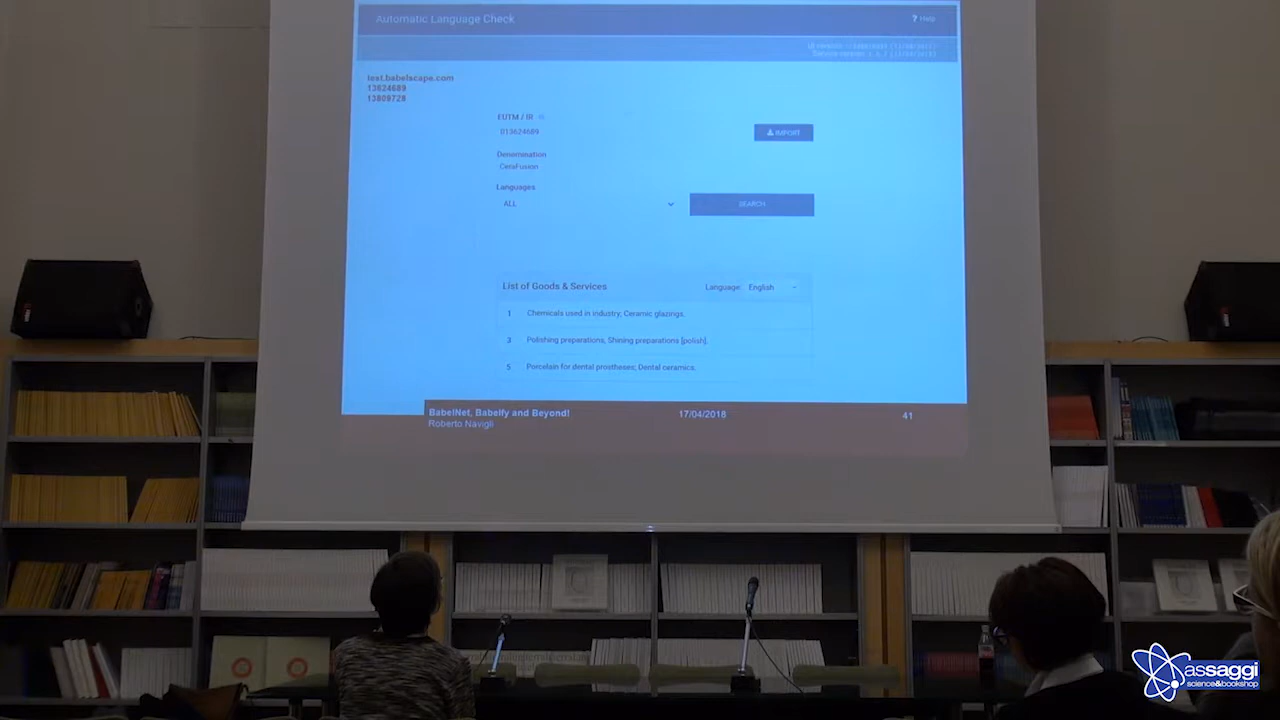 Automatic Language Check
? Help
test.babelscape.com
13624689
13809728
EUTM / IR
013624689
IMPORT
Denomination
CeraFusion
Languages
ALL
SEARCH
List of Goods & Services
Language: English
1 Chemicals used in industry; Ceramic glazings.
3 Polishing preparations; Shining preparations [polish].
5 Porcelain for dental prostheses; Dental ceramics.
BabelNet, Babelfy and Beyond!
17/04/2018
41
Roberto Navigli
assaggi
science&bookshop